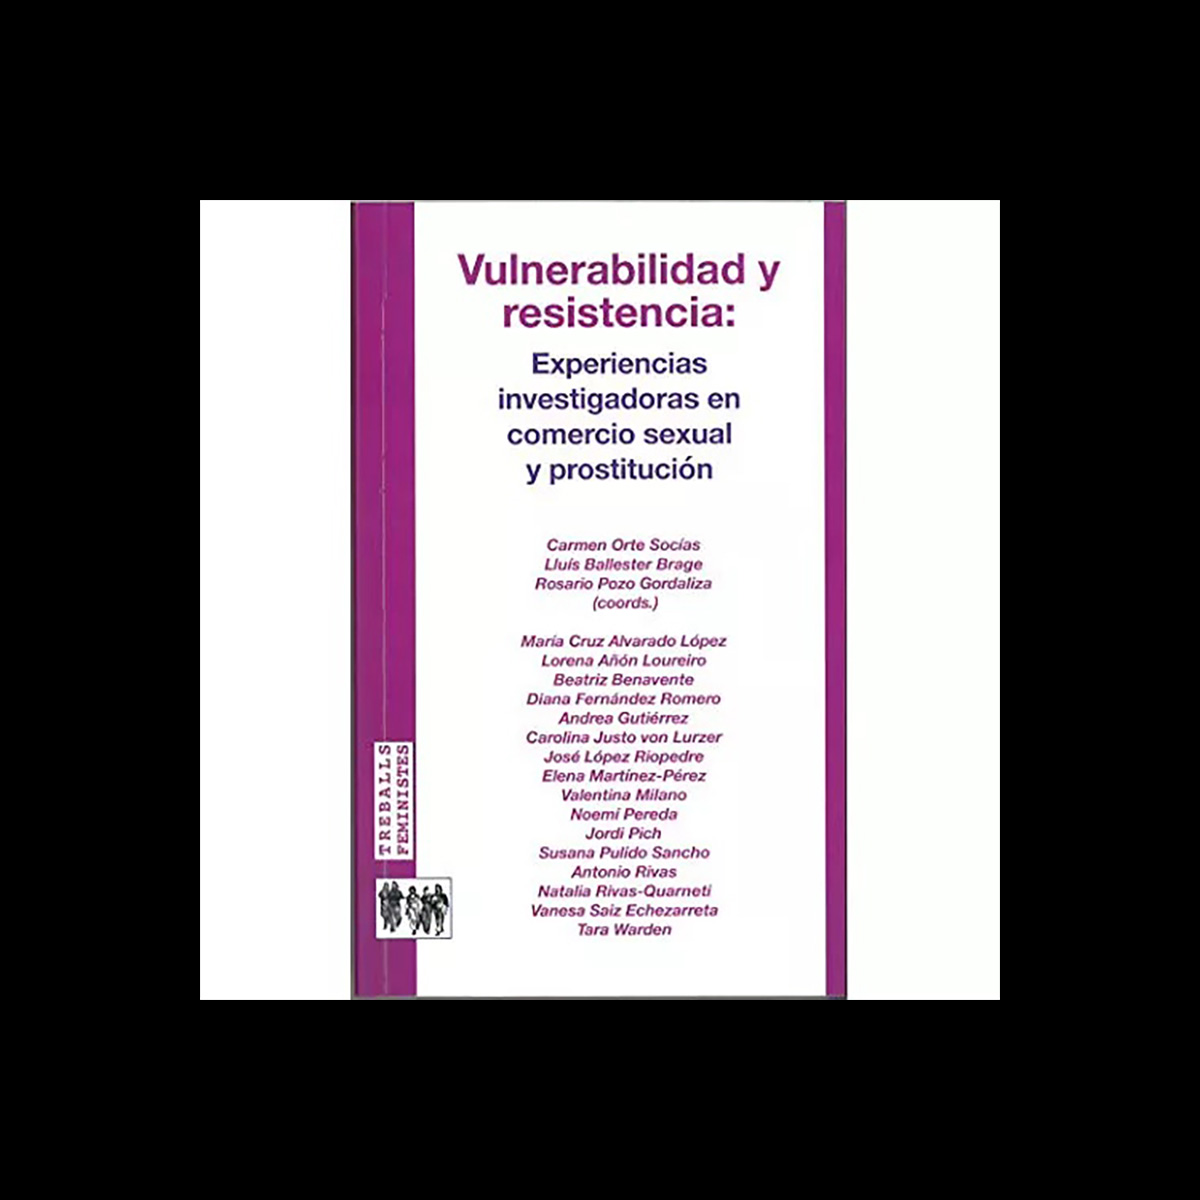 Vulnerabilidad y
resistencia:
Experiencias
investigadoras en
comercio sexual
y prostitución
Carmen Orte Socías
Lluís Ballester Brage
Rosario Pozo Gordaliza
(coords.)
María Cruz Alvarado López
Lorena Añón Loureiro
Beatriz Benavente
Diana Fernández Romero
Andrea Gutiérrez
Carolina Justo von Lurzer
José López Riopedre
Elena Martínez-Pérez
Valentina Milano
Noemí Pereda
Jordi Pich
Susana Pulido Sancho
Antonio Rivas
Natalia Rivas-Quarneti
Vanesa Saiz Echezarreta
Tara Warden
TREBALLS
FEMINISTES